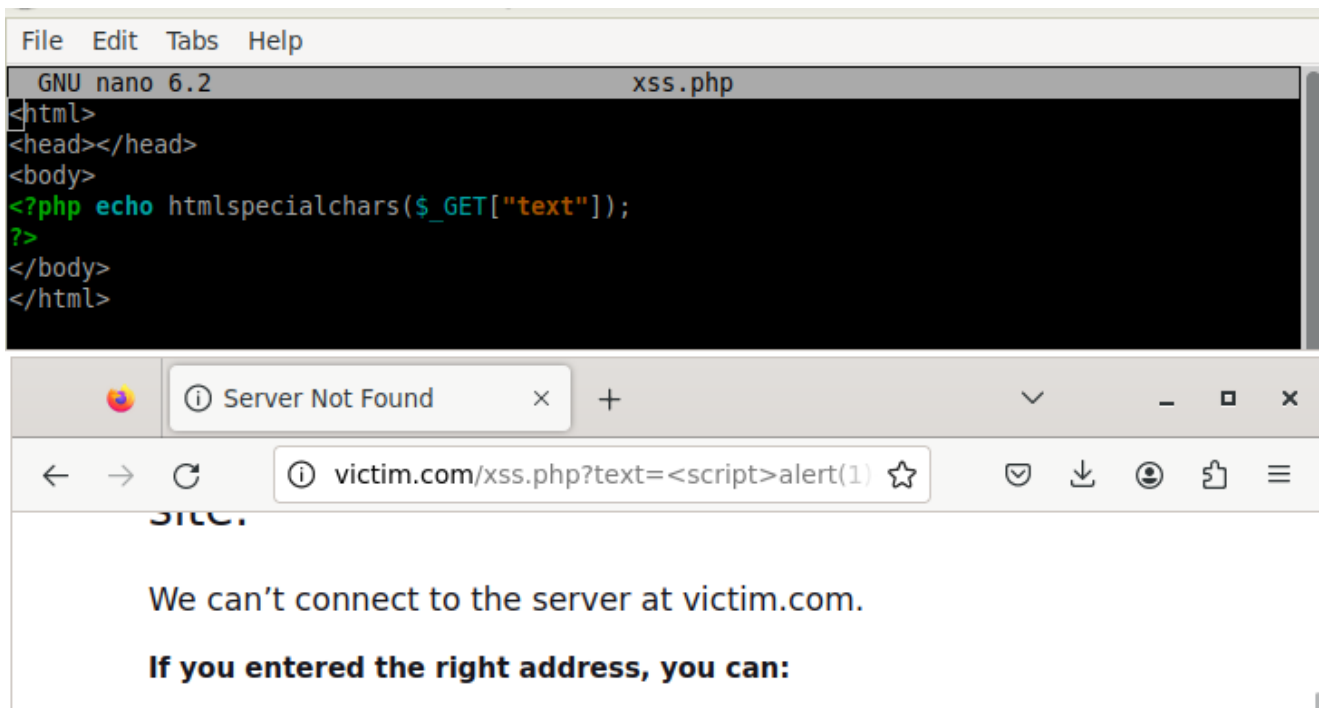 File Edit Tabs Help
GNU nano 6.2 xss.php
<html>
<head></head>
<body>
<?php echo htmlspecialchars($_GET["text"]);
?>
</body>
</html>
Server Not Found
victim.com/xss.php?text=<script>alert(1)
site.
We can’t connect to the server at victim.com.
If you entered the right address, you can: